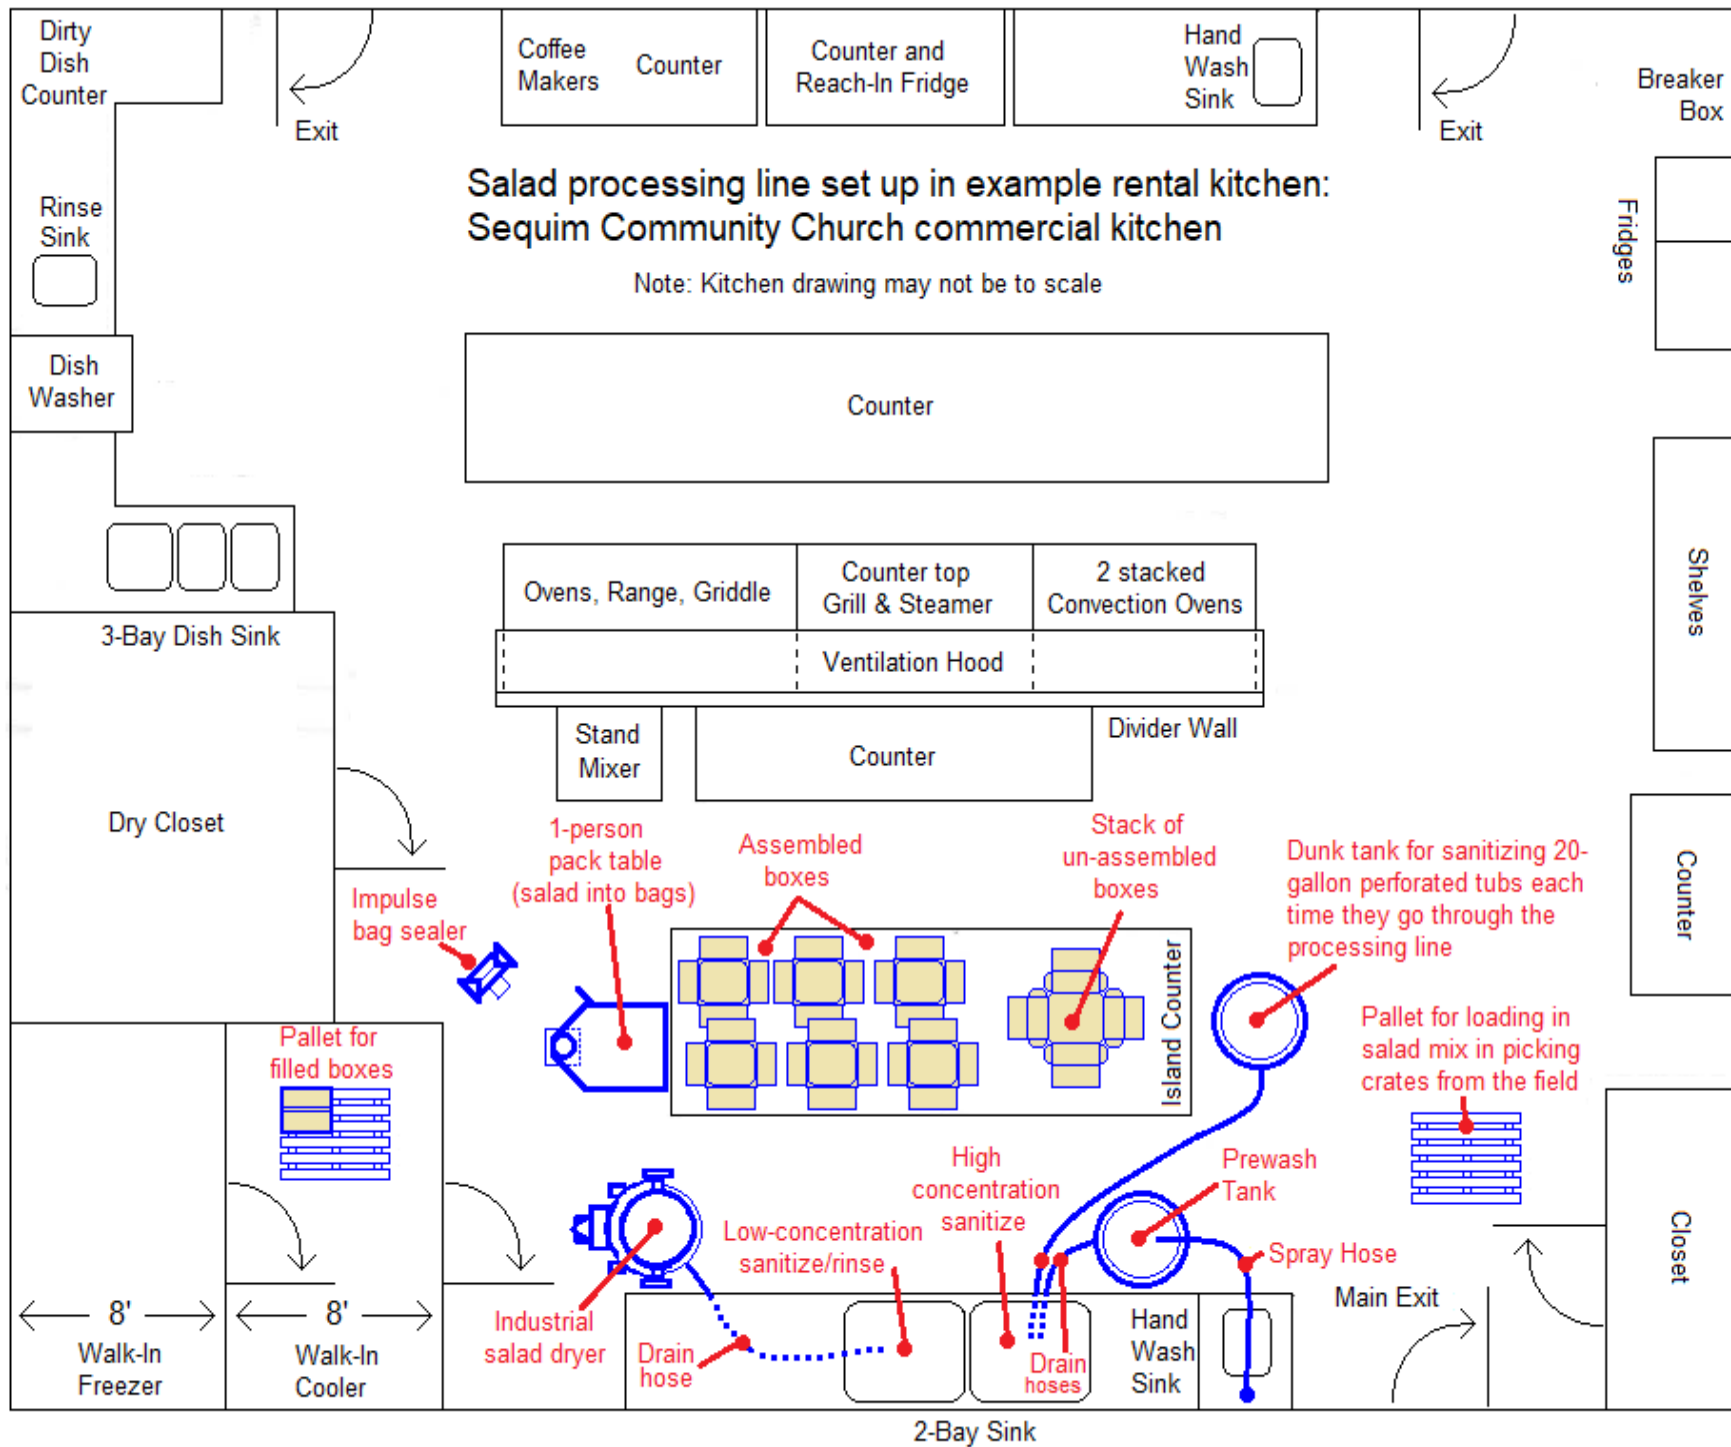 Dirty
Dish
Counter
Exit
Coffee
Makers
Counter
Counter and
Reach-In Fridge
Hand
Wash
Sink
Exit
Breaker
Box
Salad processing line set up in example rental kitchen:
Sequim Community Church commercial kitchen
Note: Kitchen drawing may not be to scale
Rinse
Sink
Fridges
Dish
Washer
Counter
3-Bay Dish Sink
Ovens, Range, Griddle
Counter top
Grill & Steamer
2 stacked
Convection Ovens
Ventilation Hood
Shelves
Stand
Mixer
Counter
Divider Wall
Dry Closet
1-person
pack table
(salad into bags)
Assembled
boxes
Stack of
un-assembled
boxes
Dunk tank for sanitizing 20-
gallon perforated tubs each
time they go through the
processing line
Counter
Impulse
bag sealer
Island Counter
Pallet for
filled boxes
Pallet for loading in
salad mix in picking
crates from the field
High
concentration
sanitize
Prewash
Tank
Low-concentration
sanitize/rinse
Spray Hose
Closet
Main Exit
8'
Walk-In
Freezer
8'
Walk-In
Cooler
Industrial
salad dryer
Drain
hose
Drain
hoses
Hand
Wash
Sink
2-Bay Sink